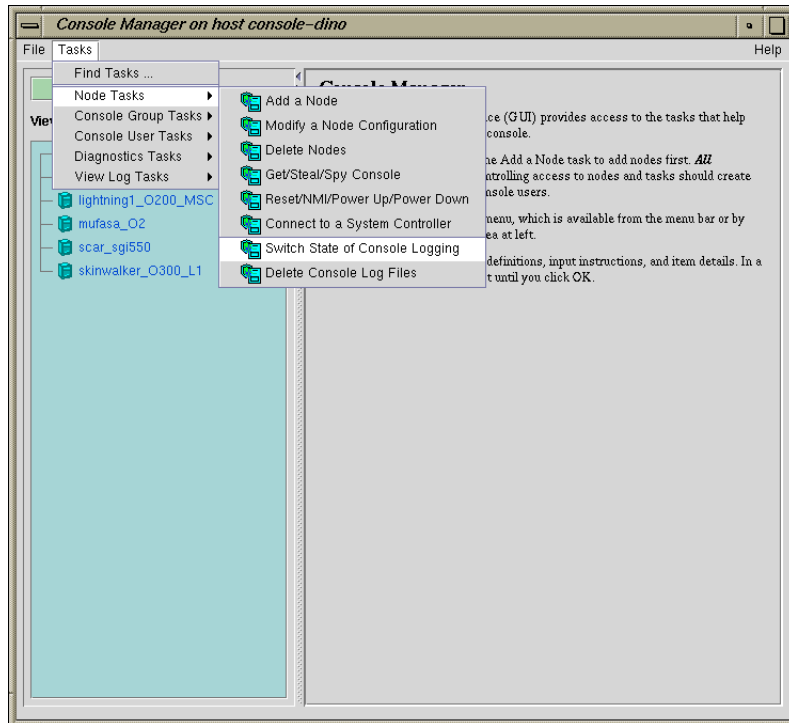 Console Manager on host console-dino
File Tasks Help
Find Tasks ...
Node Tasks
Console Group Tasks
Console User Tasks
Diagnostics Tasks
View Log Tasks
Add a Node
Modify a Node Configuration
Delete Nodes
Get/Steal/Spy Console
Reset/NMI/Power Up/Power Down
Connect to a System Controller
Switch State of Console Logging
Delete Console Log Files
lightning1_O200_MSC
mufasa_O2
scar_sgi550
skinwalker_O300_L1
Console Manager
(GUI) provides access to the tasks that help
console.
Add a Node task to add nodes first. All
controlling access to nodes and tasks should create
console users.
menu, which is available from the menu bar or by
at left.
definitions, input instructions, and item details. In a
until you click OK.